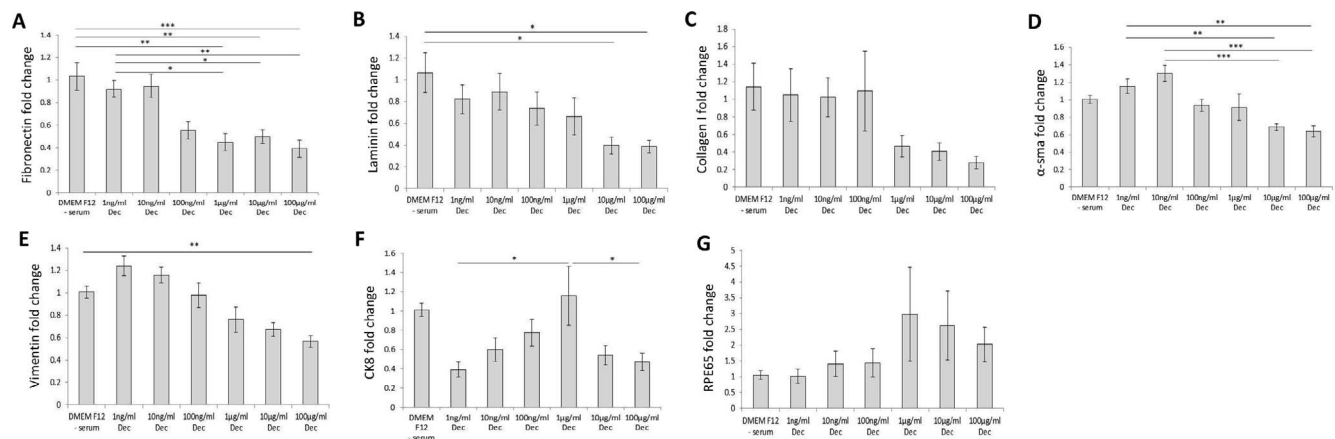 A
***
**
**
**
*
*
Fibronectin fold change
1.4
1.2
1
0.8
0.6
0.4
0.2
0
DMEM F12 1ng/ml 10ng/ml 100ng/ml 1µg/ml 10µg/ml 100µg/ml
- serum Dec Dec Dec Dec Dec Dec
B
*
*
Laminin fold change
1.4
1.2
1
0.8
0.6
0.4
0.2
0
DMEM F12 1ng/ml 10ng/ml 100ng/ml 1µg/ml 10µg/ml 100µg/ml
- serum Dec Dec Dec Dec Dec Dec
C
Collagen I fold change
1.8
1.6
1.4
1.2
1
0.8
0.6
0.4
0.2
0
DMEM F12 1ng/ml 10ng/ml 100ng/ml 1µg/ml 10µg/ml 100µg/ml
- serum Dec Dec Dec Dec Dec Dec
D
**
**
***
***
α-sma fold change
1.6
1.4
1.2
1
0.8
0.6
0.4
0.2
0
DMEM F12 1ng/ml 10ng/ml 100ng/ml 1µg/ml 10µg/ml 100µg/ml
- serum Dec Dec Dec Dec Dec Dec
E
**
Vimentin fold change
1.4
1.2
1
0.8
0.6
0.4
0.2
0
DMEM F12 1ng/ml 10ng/ml 100ng/ml 1µg/ml 10µg/ml 100µg/ml
- serum Dec Dec Dec Dec Dec Dec
F
*
*
CK8 fold change
1.6
1.4
1.2
1
0.8
0.6
0.4
0.2
0
DMEM 1ng/ml 10ng/ml 100ng/ml 1µg/ml 10µg/ml 100µg/ml
F12 Dec Dec Dec Dec Dec Dec
- serum
G
RPE65 fold change
5
4.5
4
3.5
3
2.5
2
1.5
1
0.5
0
DMEM F12 1ng/ml 10ng/ml 100ng/ml 1µg/ml 10µg/ml 100µg/ml
- serum Dec Dec Dec Dec Dec Dec